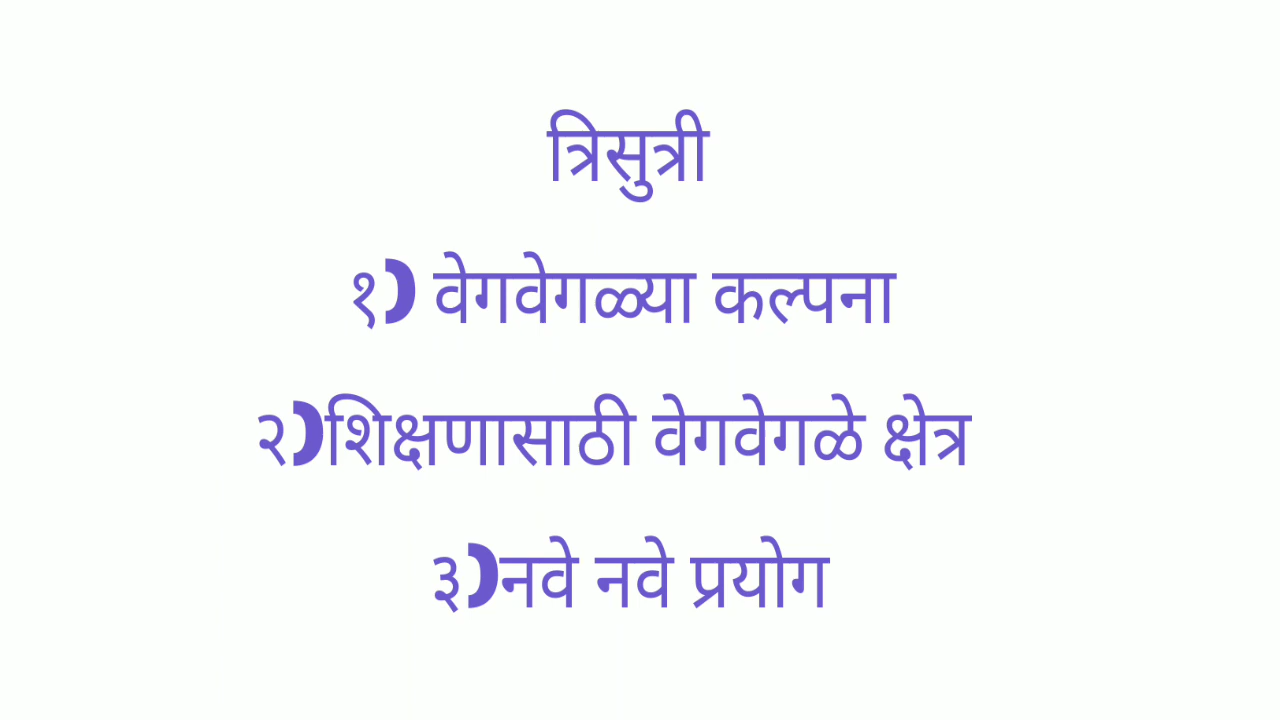 त्रिसुत्री
१) वेगवेगळ्या कल्पना
२)शिक्षणासाठी वेगवेगळे क्षेत्र
३)नवे नवे प्रयोग